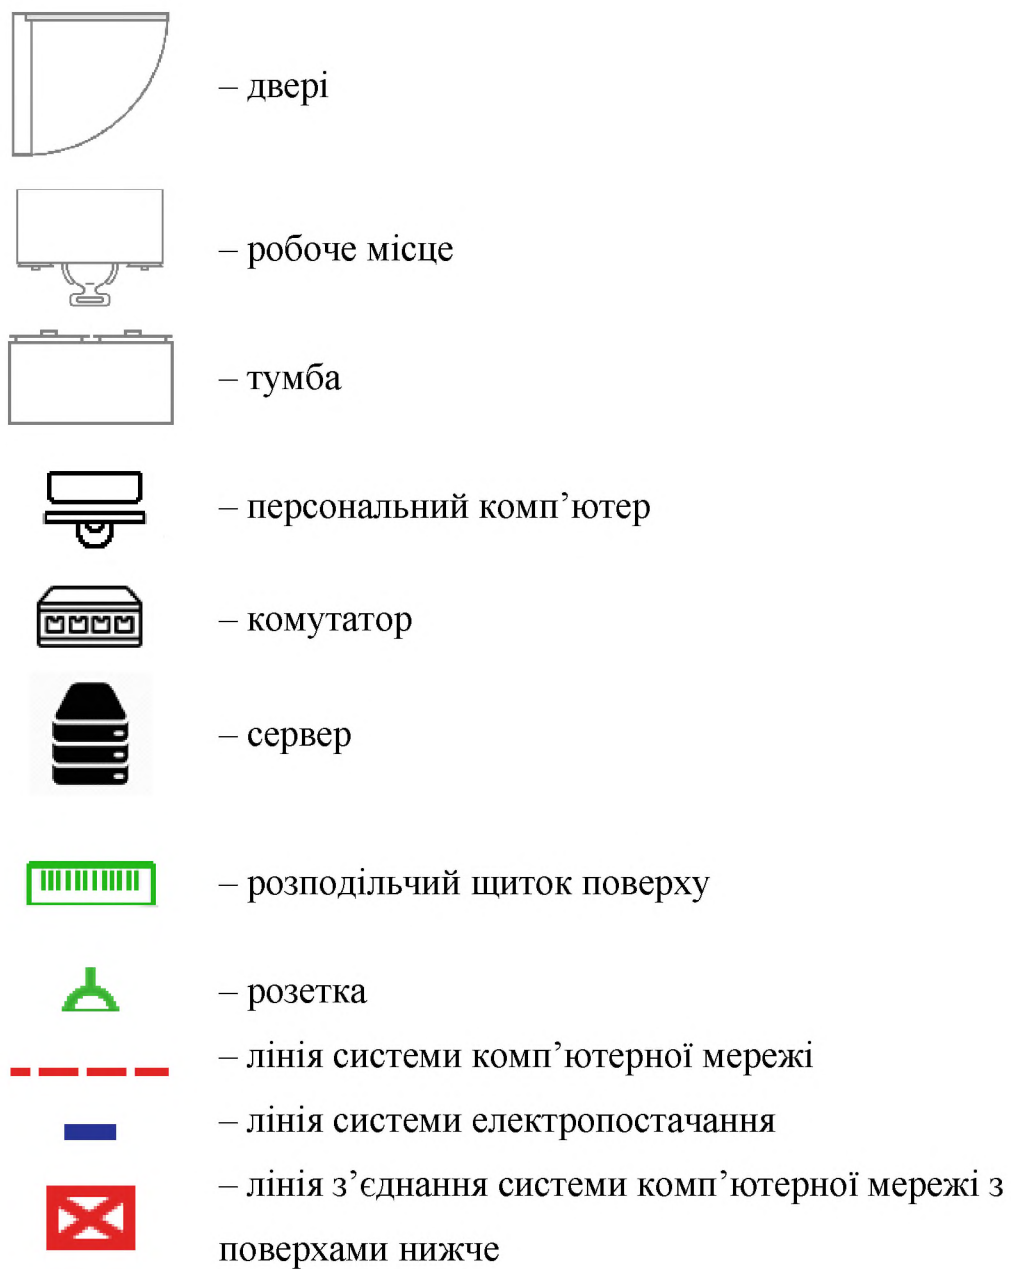 – двері
– робоче місце
– тумба
– персональний комп’ютер
– комутатор
– сервер
– розподільчий щиток поверху
– розетка
– лінія системи комп’ютерної мережі
– лінія системи електропостачання
– лінія з’єднання системи комп’ютерної мережі з
поверхами нижче